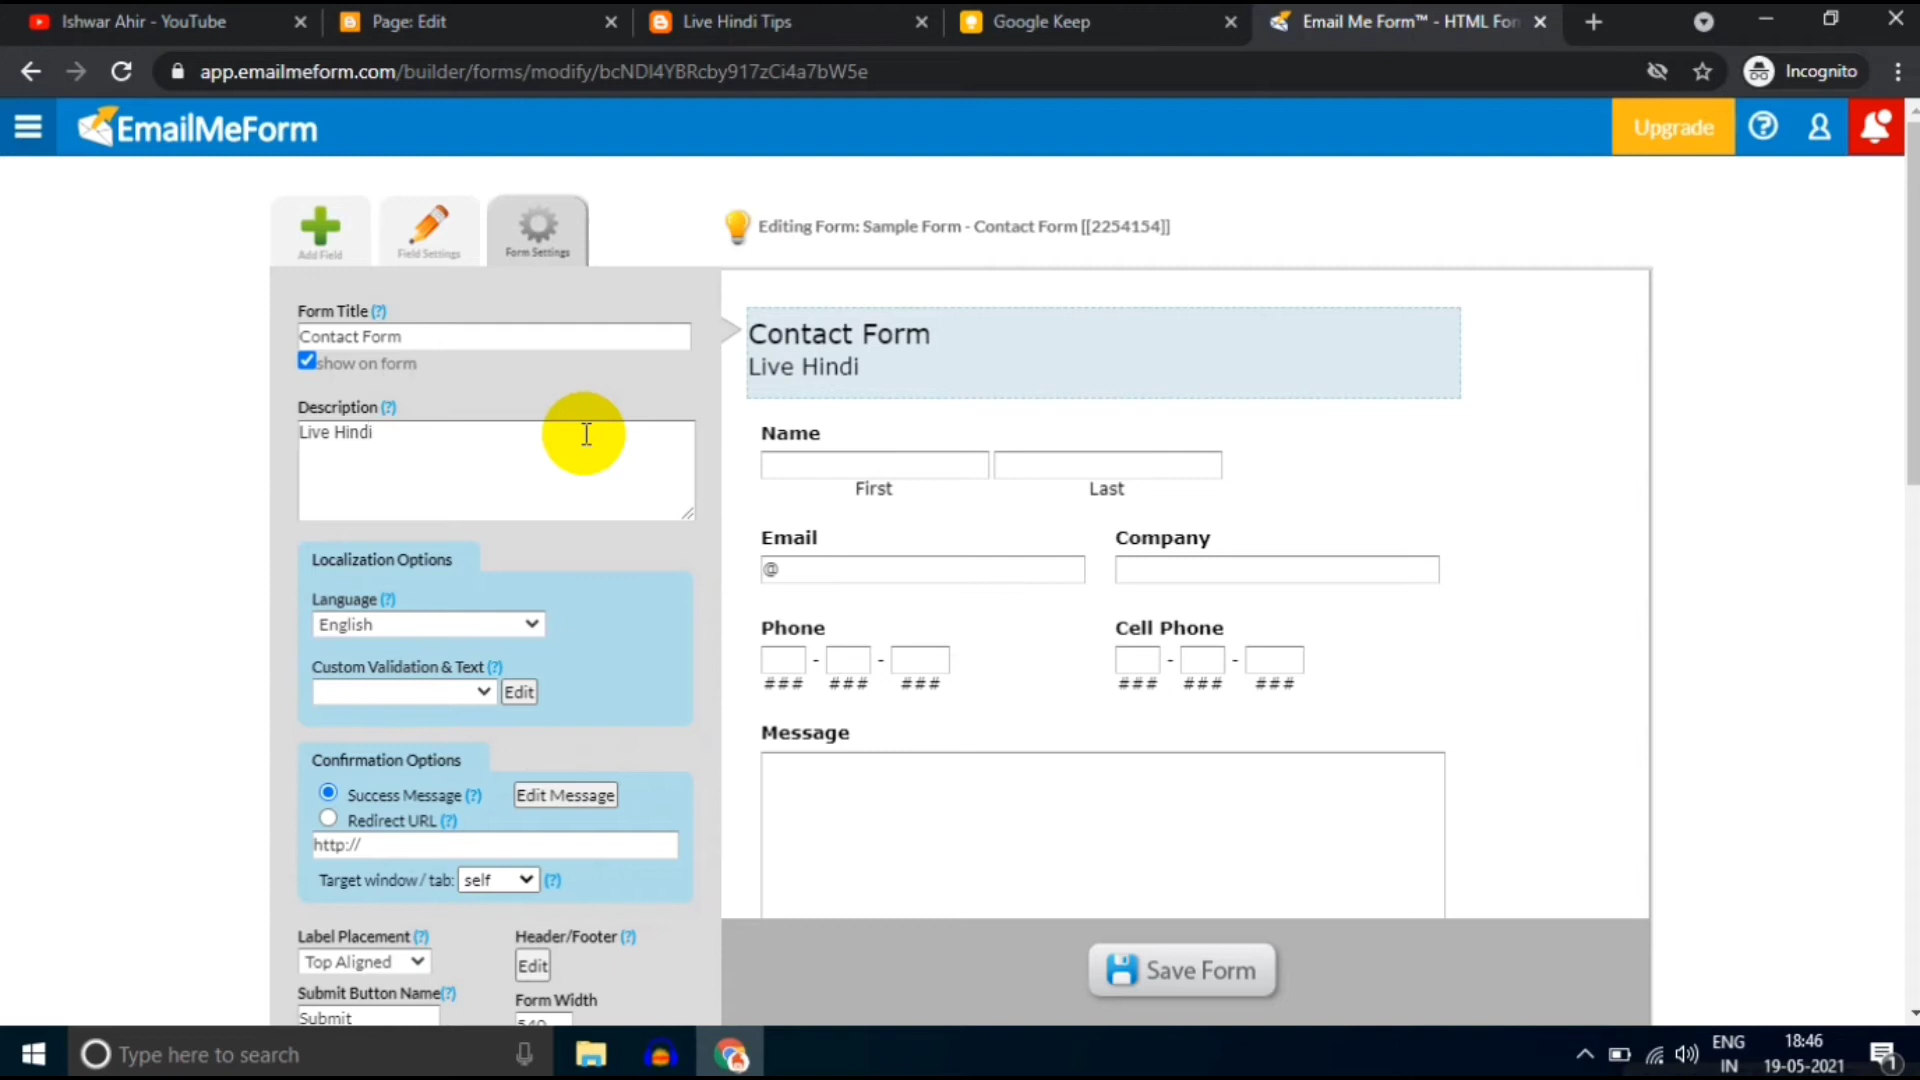 Ishwar Ahir - YouTube
Page: Edit
Live Hindi Tips
Google Keep
Email Me Form™ - HTML For
app.emailmeform.com/builder/forms/modify/bcNDl4YBRcby917zCi4a7bW5e
Incognito
EmailMeForm
Upgrade
Add Field
Field Settings
Form Settings
Editing Form: Sample Form - Contact Form [[2254154]]
Form Title (?)
Contact Form
show on form
Description (?)
Live Hindi
Localization Options
Language (?)
English
Custom Validation & Text (?)
Edit
Confirmation Options
Success Message (?)
Edit Message
Redirect URL (?)
http://
Target window / tab: self (?)
Label Placement (?)
Header/Footer (?)
Top Aligned
Edit
Submit Button Name(?)
Form Width
Submit
540
Contact Form
Live Hindi
Name
First
Last
Email
Company
@
Phone
Cell Phone
- -
- -
### ### ###
### ### ###
Message
Save Form
Type here to search
ENG
IN
18:46
19-05-2021
1